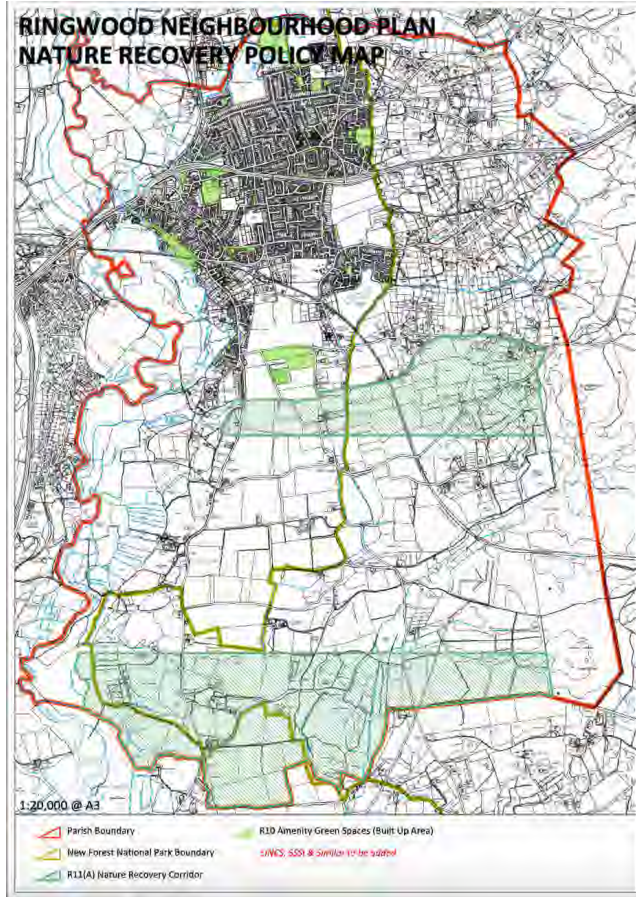 RINGWOOD NEIGHBOURHOOD PLAN
NATURE RECOVERY POLICY MAP
1:20,000 @ A3
Parish Boundary
New Forest National Park Boundary
R11(A) Nature Recovery Corridor
R10 Amenity Green Spaces (Built Up Area)
SINCS, SSSI & Similar to be added